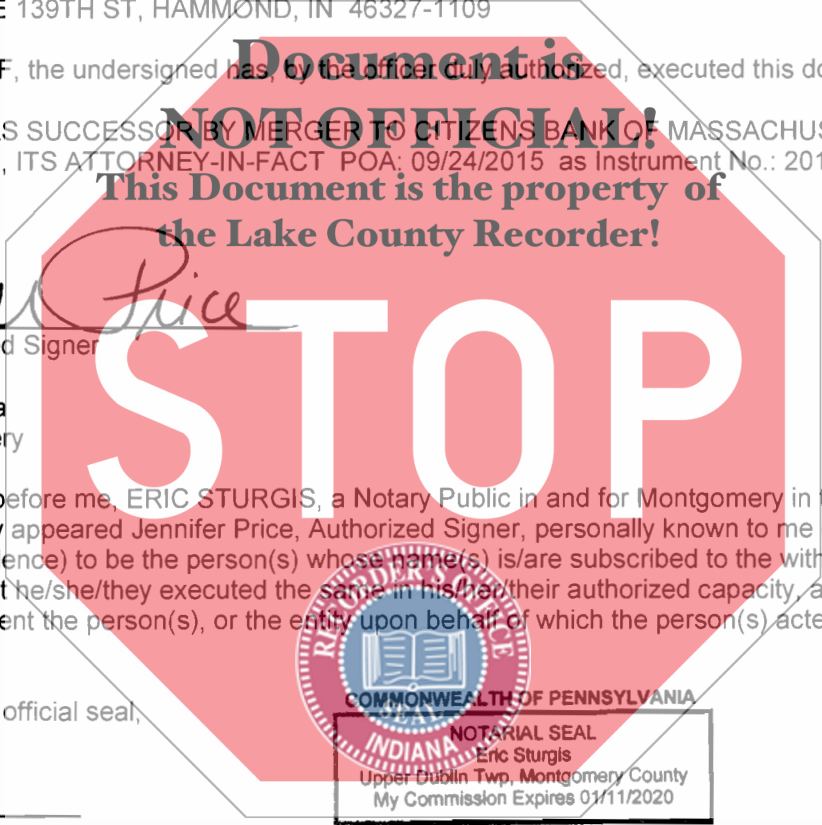 139TH ST, HAMMOND, IN 46327-1109
Document is
F, the undersigned has, by the officer duly authorized, executed this do
NOT OFFICIAL!
S SUCCESSOR BY MERGER TO CITIZENS BANK OF MASSACHUS
, ITS ATTORNEY-IN-FACT POA: 09/24/2015 as Instrument No.: 201
This Document is the property of
the Lake County Recorder!
Price
d Signer
STOP
a
ery
before me, ERIC STURGIS, a Notary Public in and for Montgomery in t
y appeared Jennifer Price, Authorized Signer, personally known to me
ence) to be the person(s) whose name(s) is/are subscribed to the with
t he/she/they executed the same in his/her/their authorized capacity, a
ent the person(s), or the entity upon behalf of which the person(s) acte
RECORDER'S OFFICE
SEAL
INDIANA
official seal,
COMMONWEALTH OF PENNSYLVANIA
NOTARIAL SEAL
Eric Sturgis
Upper Dublin Twp, Montgomery County
My Commission Expires 01/11/2020